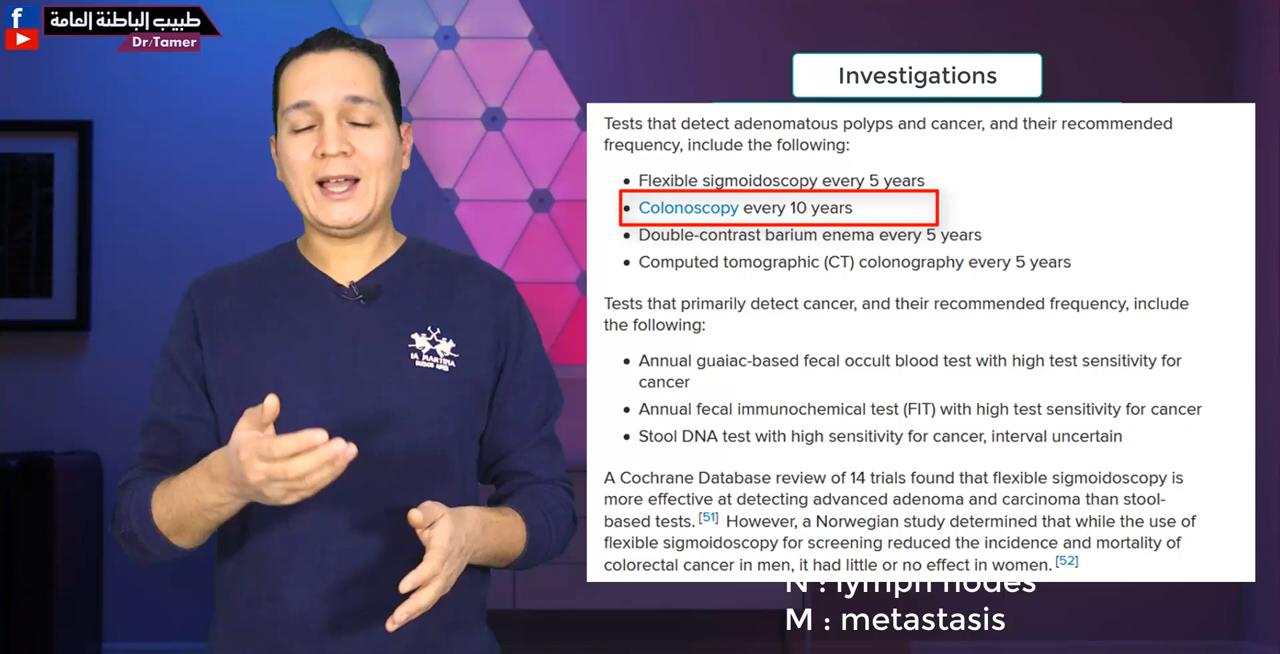 f
طبيب الباطنة العامة
Dr/Tamer
Investigations
Tests that detect adenomatous polyps and cancer, and their recommended
frequency, include the following:
• Flexible sigmoidoscopy every 5 years
• Colonoscopy every 10 years
• Double-contrast barium enema every 5 years
• Computed tomographic (CT) colonography every 5 years
Tests that primarily detect cancer, and their recommended frequency, include
the following:
• Annual guaiac-based fecal occult blood test with high test sensitivity for
cancer
• Annual fecal immunochemical test (FIT) with high test sensitivity for cancer
• Stool DNA test with high sensitivity for cancer, interval uncertain
A Cochrane Database review of 14 trials found that flexible sigmoidoscopy is
more effective at detecting advanced adenoma and carcinoma than stool-
based tests. [51] However, a Norwegian study determined that while the use of
flexible sigmoidoscopy for screening reduced the incidence and mortality of
colorectal cancer in men, it had little or no effect in women. [52]
N : lymph nodes
M : metastasis
LA MARTINA
BUENOS AIRES